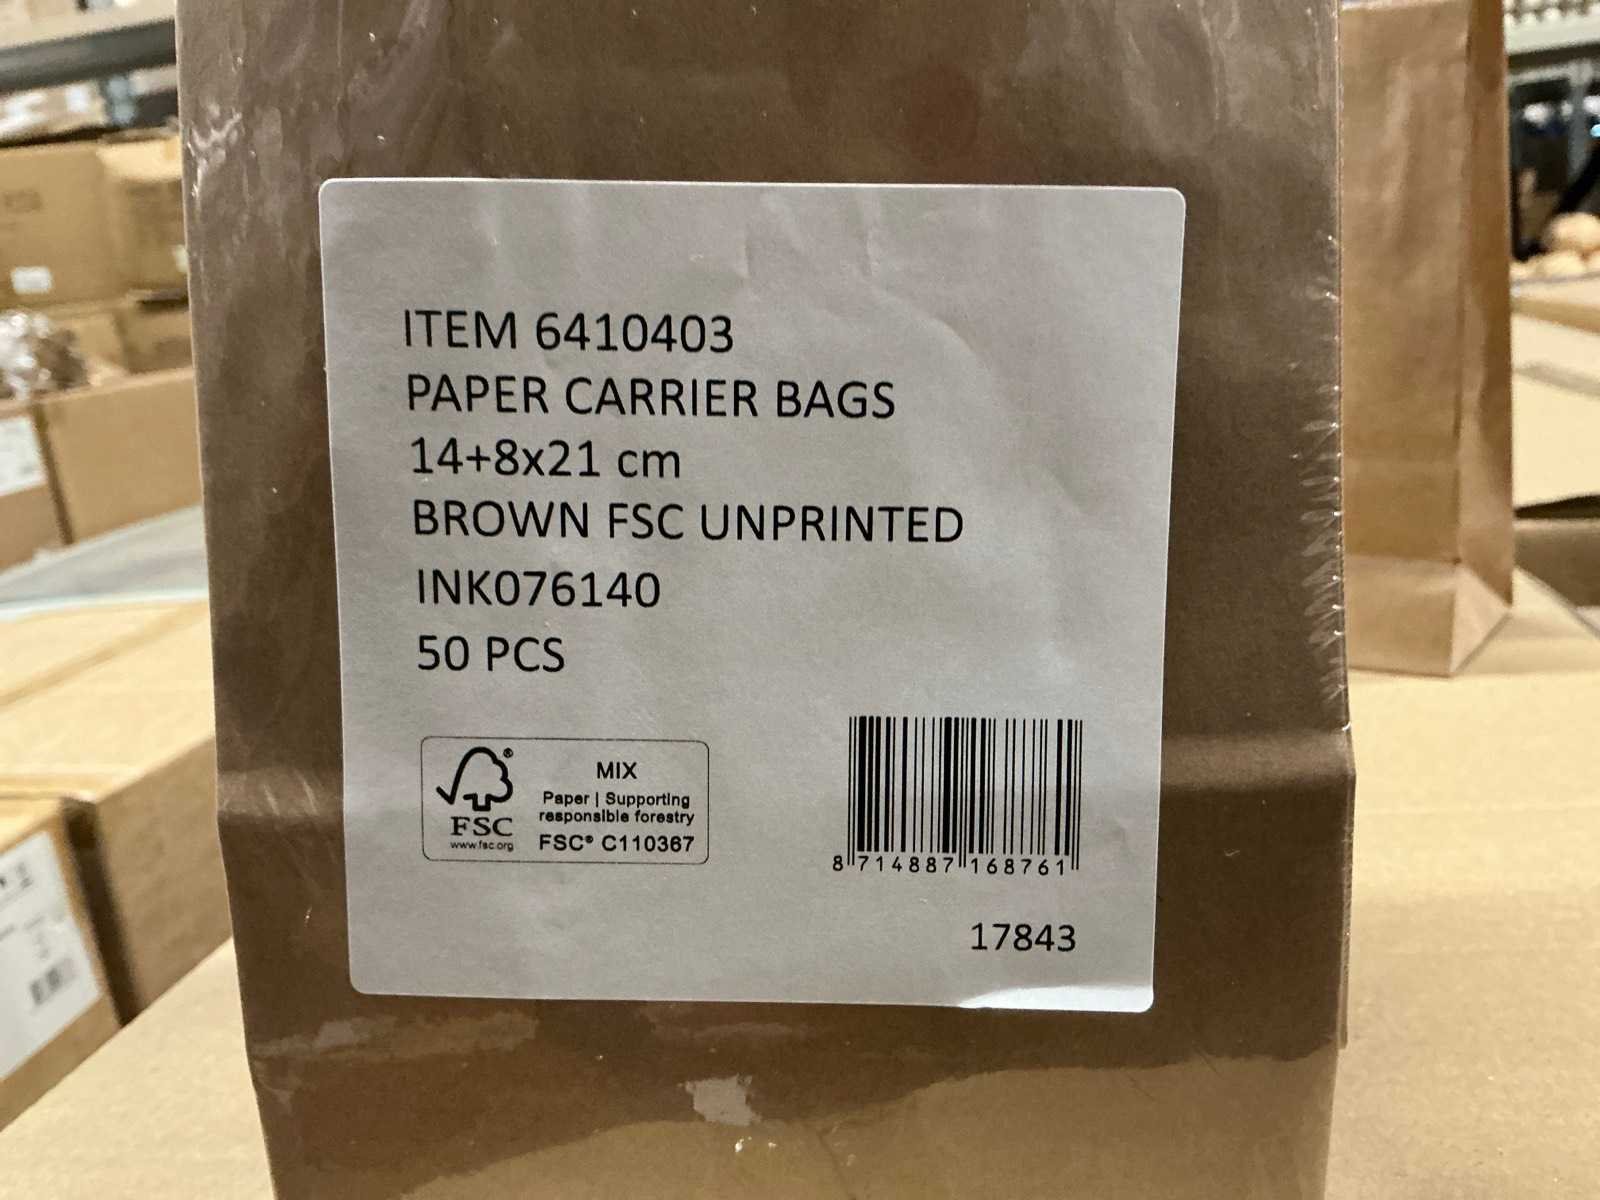 ITEM 6410403
PAPER CARRIER BAGS
14+8x21 cm
BROWN FSC UNPRINTED
INK076140
50 PCS
FSC®
www.fsc.org
MIX
Paper | Supporting
responsible forestry
FSC® C110367
8 714887 168761
17843